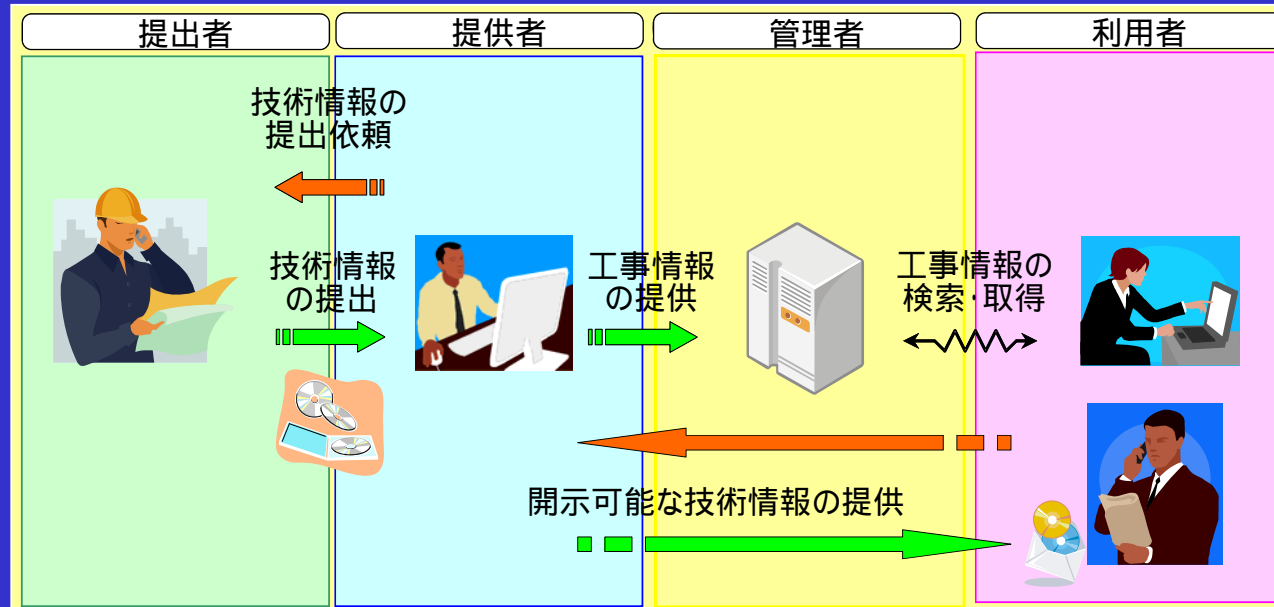 提出者
提供者
管理者
利用者
技術情報の
提出依頼
技術情報
の提出
工事情報
の提供
工事情報の
検索･取得
開示可能な技術情報の提供